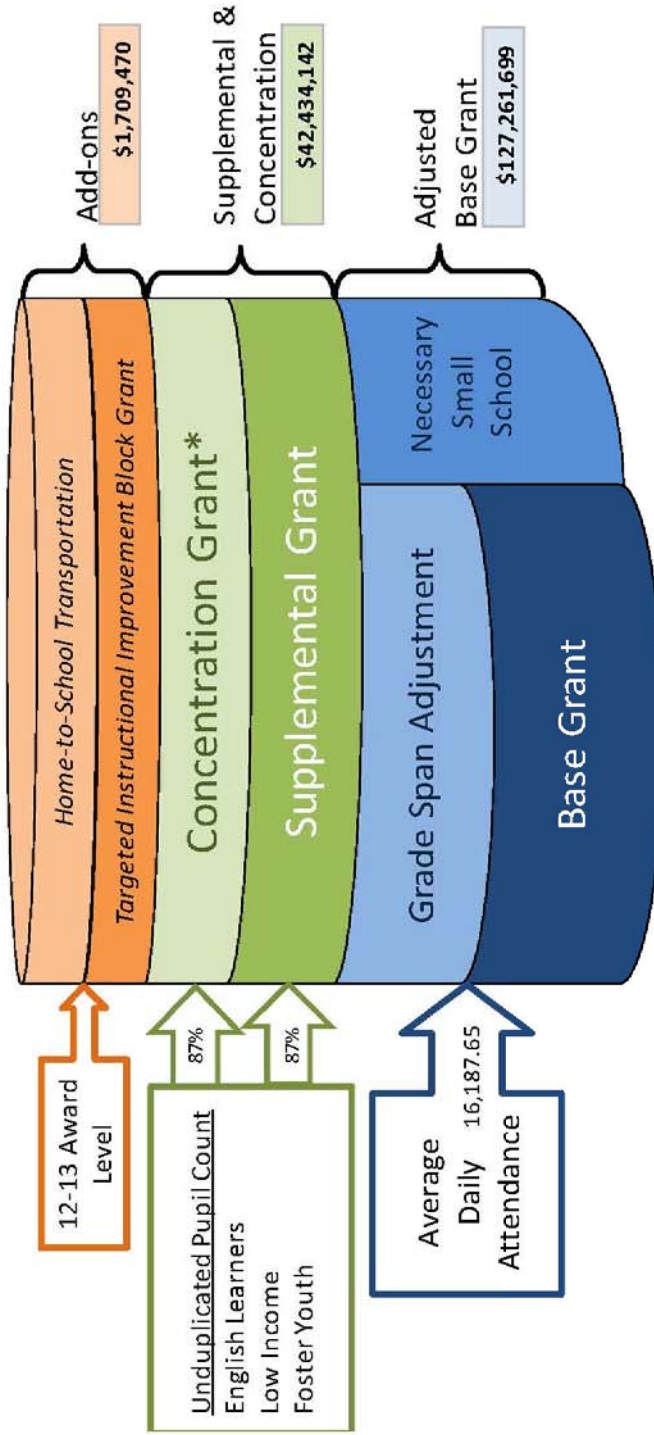 12-13 Award
Level
Unduplicated Pupil Count
English Learners
Low Income
Foster Youth
87%
87%
Average
Daily
Attendance
16,187.65
Home-to-School Transportation
Targeted Instructional Improvement Block Grant
Concentration Grant*
Supplemental Grant
Grade Span Adjustment
Base Grant
Necessary
Small
School
Add-ons
$1,709,470
Supplemental &
Concentration
$42,434,142
Adjusted
Base Grant
$127,261,699